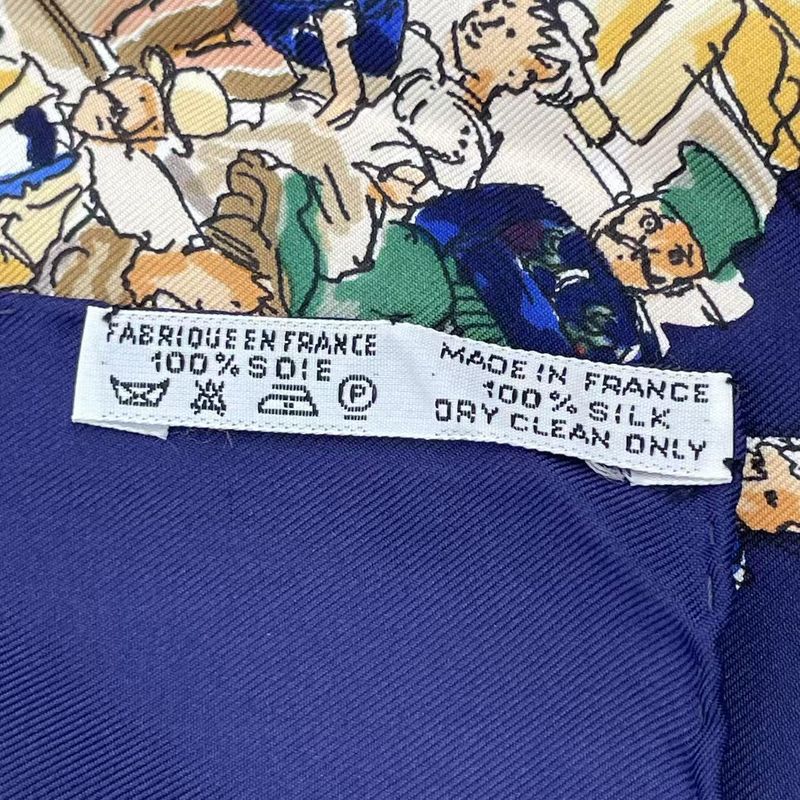 FABRIQUE EN FRANCE
100% SOIE
P
MADE IN FRANCE
100% SILK
DRY CLEAN ONLY